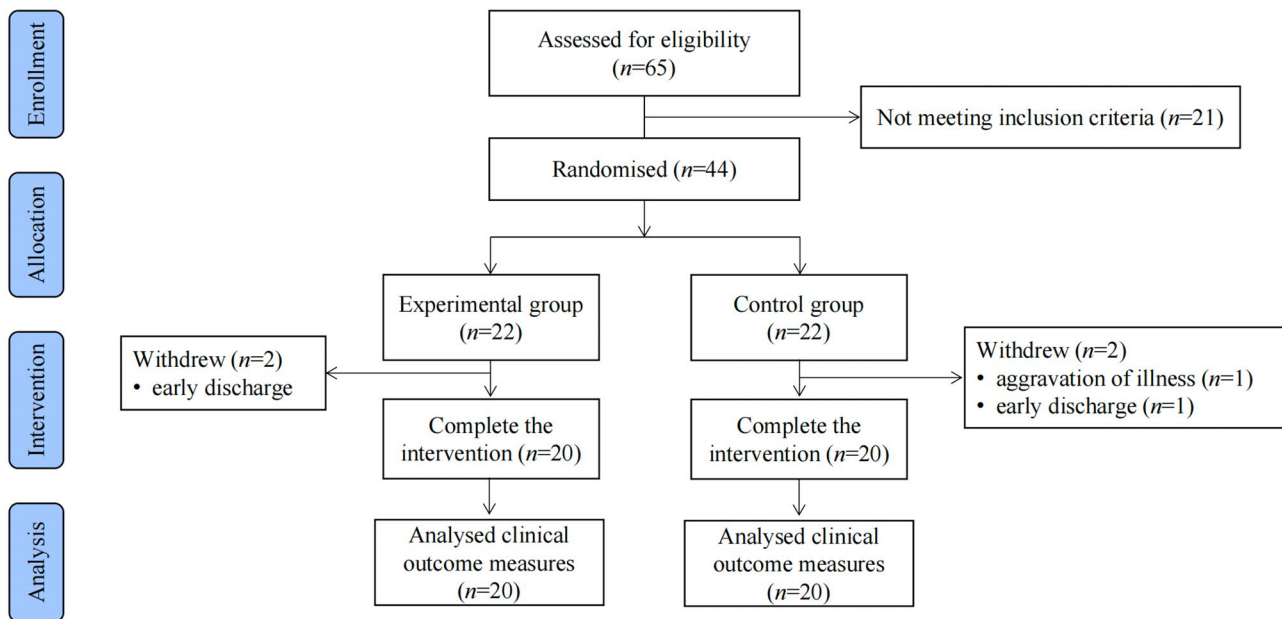 Enrollment
Assessed for eligibility
(n=65)
Not meeting inclusion criteria (n=21)
Randomised (n=44)
Allocation
Experimental group
(n=22)
Control group
(n=22)
Intervention
Withdrew (n=2)
• early discharge
Withdrew (n=2)
• aggravation of illness (n=1)
• early discharge (n=1)
Complete the
intervention (n=20)
Complete the
intervention (n=20)
Analysis
Analysed clinical
outcome measures
(n=20)
Analysed clinical
outcome measures
(n=20)